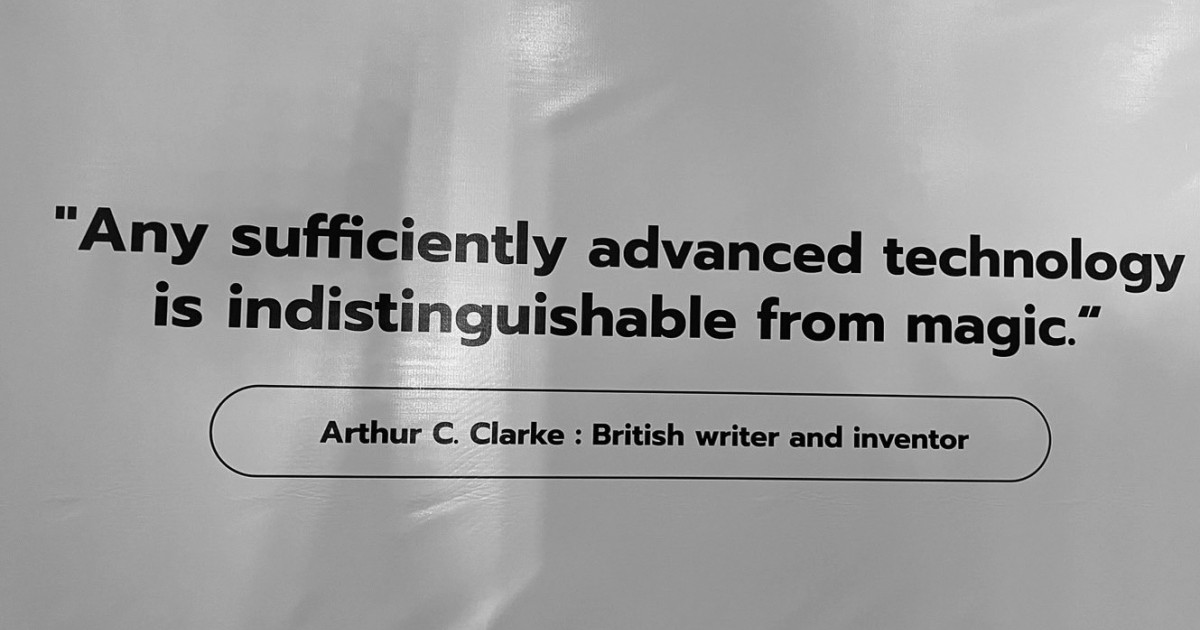 "Any sufficiently advanced technology
is indistinguishable from magic.“
Arthur C. Clarke : British writer and inventor